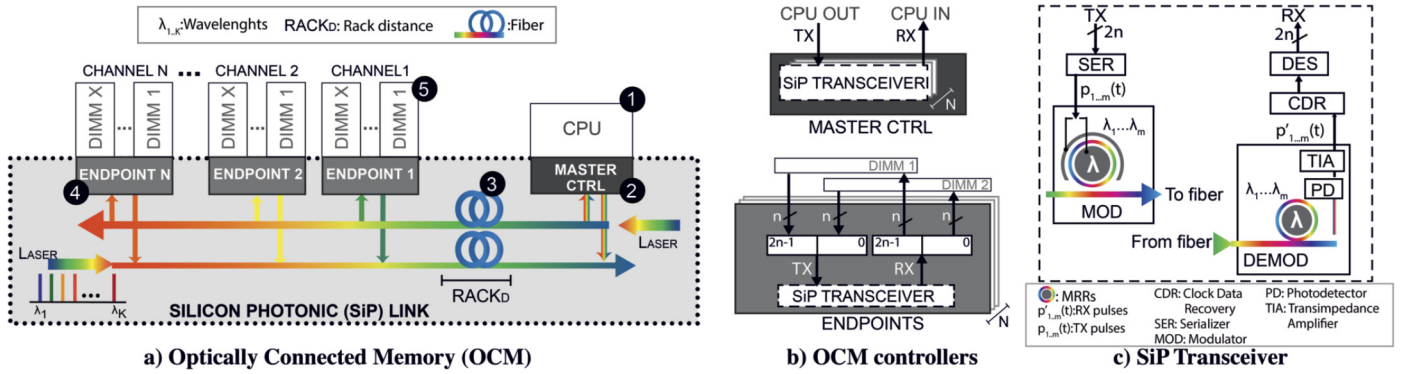 λ1..K:Wavelenghts RACKD: Rack distance :Fiber
CHANNEL N ... CHANNEL 2 CHANNEL1
DIMM X ... DIMM 1 DIMM X ... DIMM 1 DIMM X ... DIMM 1 5
1
CPU
ENDPOINT N ENDPOINT 2 ENDPOINT 1 MASTER CTRL
4 3 2
LASER
LASER
RACKD
λ1 ... λK
SILICON PHOTONIC (SiP) LINK
a) Optically Connected Memory (OCM)
CPU OUT CPU IN
TX RX
SiP TRANSCEIVER
N
MASTER CTRL
DIMM 1
DIMM 2
n n n n
2n-1 0 2n-1 0
TX RX
SiP TRANSCEIVER
ENDPOINTS N
b) OCM controllers
TX RX
2n 2n
SER DES
p1...m(t) CDR
λ1...λm p'1...m(t)
λ TIA
λ1...λm PD
To fiber
MOD λ
From fiber
DEMOD
:MRRs CDR: Clock Data Recovery PD: Photodetector
p'1..m(t):RX pulses SER: Serializer TIA: Transimpedance Amplifier
p1..m(t):TX pulses MOD: Modulator
c) SiP Transceiver